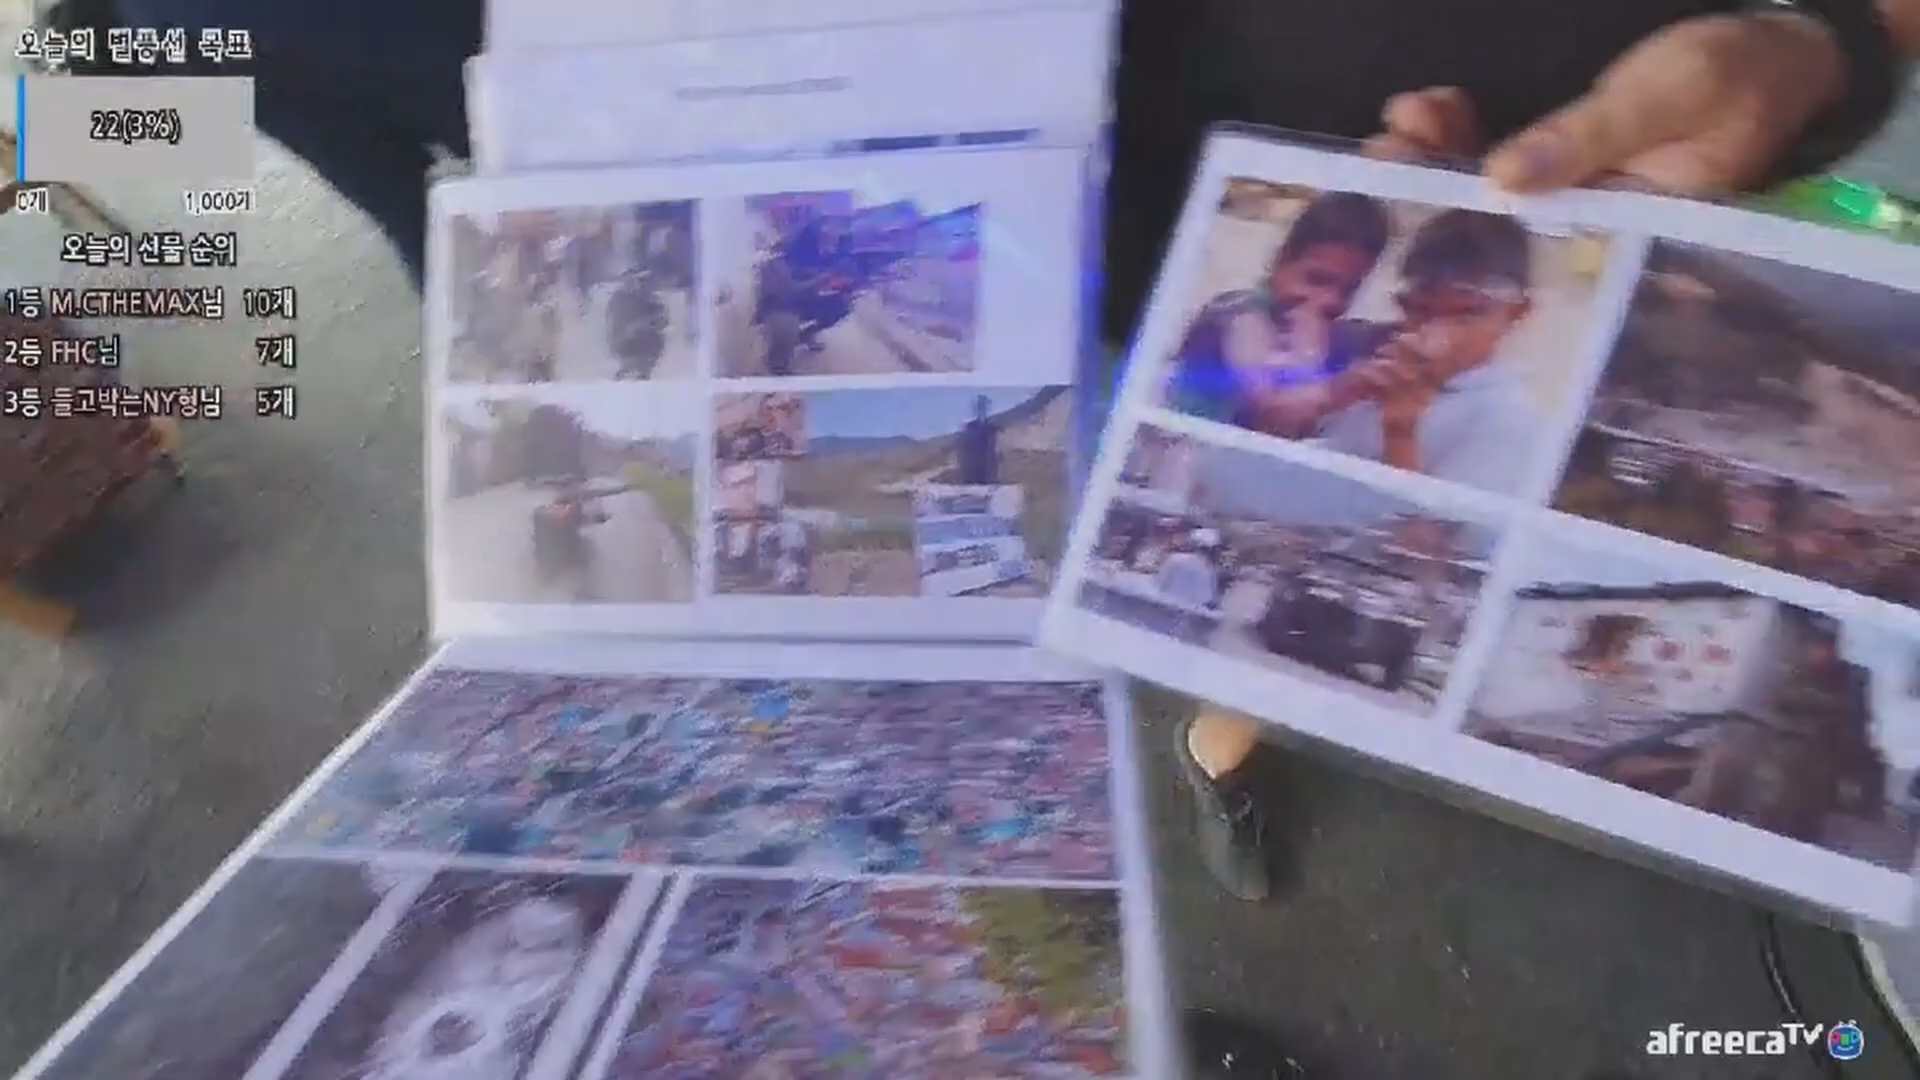 오늘의 별풍선 목표
22(3%)
0개 1,000개
오늘의 선물 순위
1등 M.CTHEMAX님 10개
2등 FHC님 7개
3등 들고박는NY형님 5개
afreecaTV